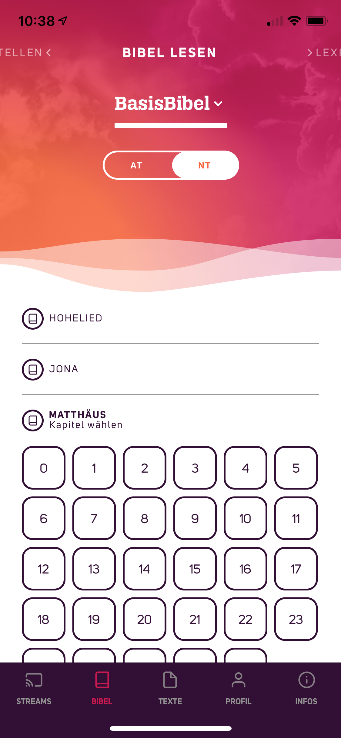 10:38
TELLEN
BIBEL LESEN
LEX
BasisBibel
AT NT
HOHELIED
JONA
MATTHÄUS
Kapitel wählen
0 1 2 3 4 5
6 7 8 9 10 11
12 13 14 15 16 17
18 19 20 21 22 23
STREAMS BIBEL TEXTE PROFIL INFOS